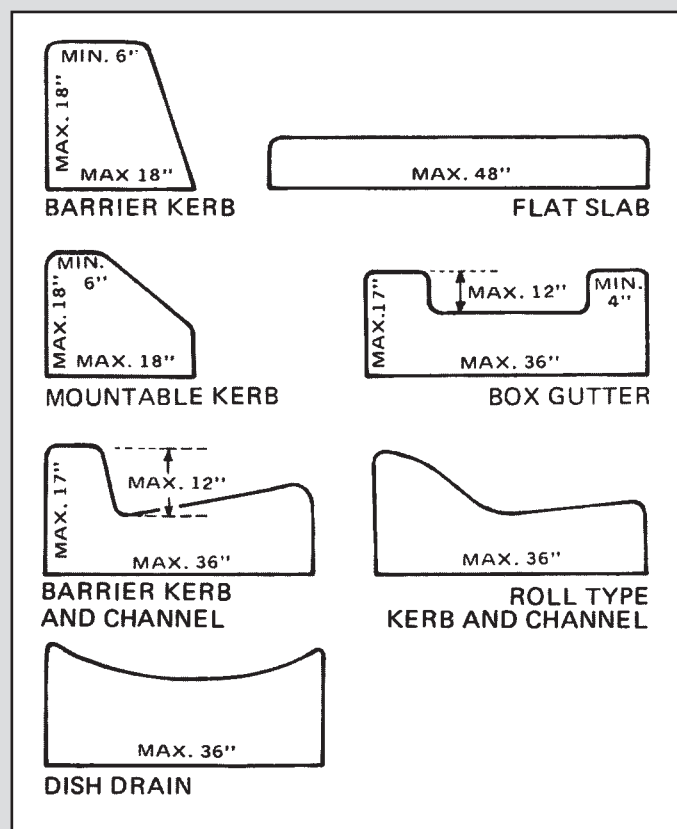 MIN. 6"
MAX. 18"
MAX 18"
BARRIER KERB
MAX. 48"
FLAT SLAB
MIN.
6"
MAX. 18"
MAX. 18"
MOUNTABLE KERB
MAX.17"
MAX. 12"
MIN.
4"
MAX. 36"
BOX GUTTER
MAX. 17"
MAX. 12"
MAX. 36"
BARRIER KERB
AND CHANNEL
MAX. 36"
ROLL TYPE
KERB AND CHANNEL
MAX. 36"
DISH DRAIN